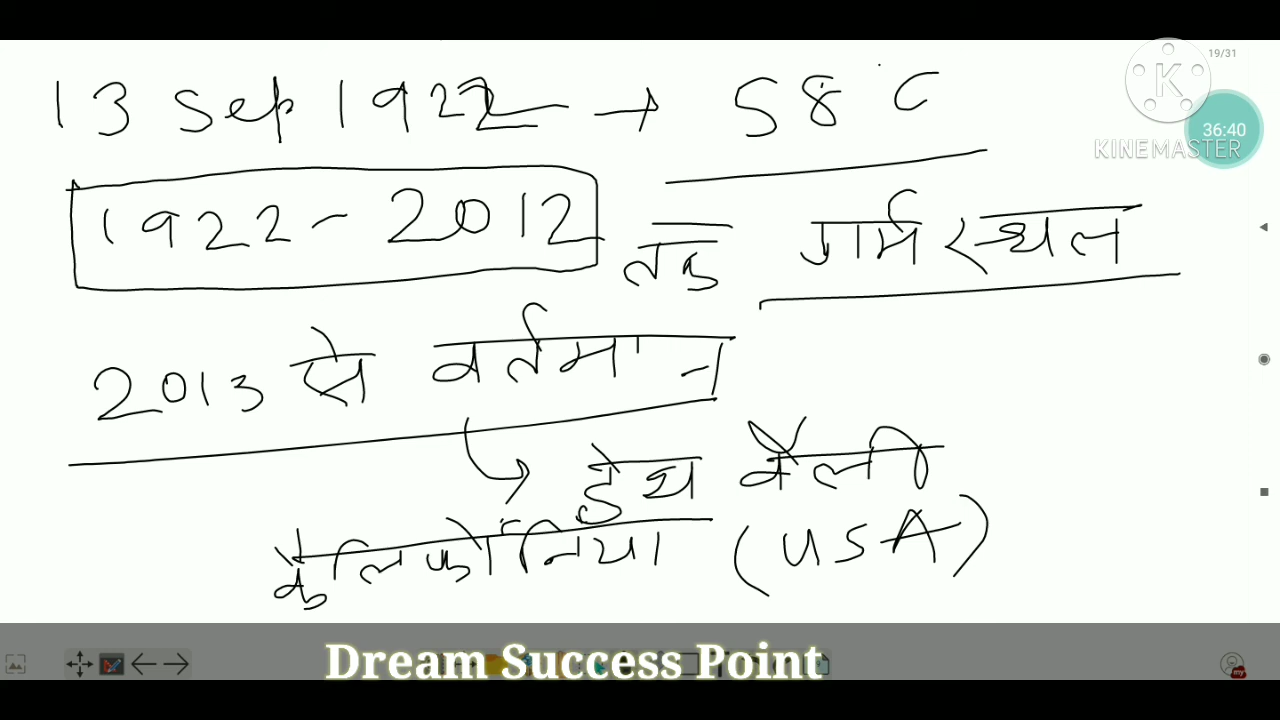 19/31
13 Sep 1922 → 58°C
36:40
KINEMASTER
1922 - 2012 तक गर्म स्थल
2013 से वर्तमान
डेथ वैली
कैलिफोर्निया (USA)
Dream Success Point